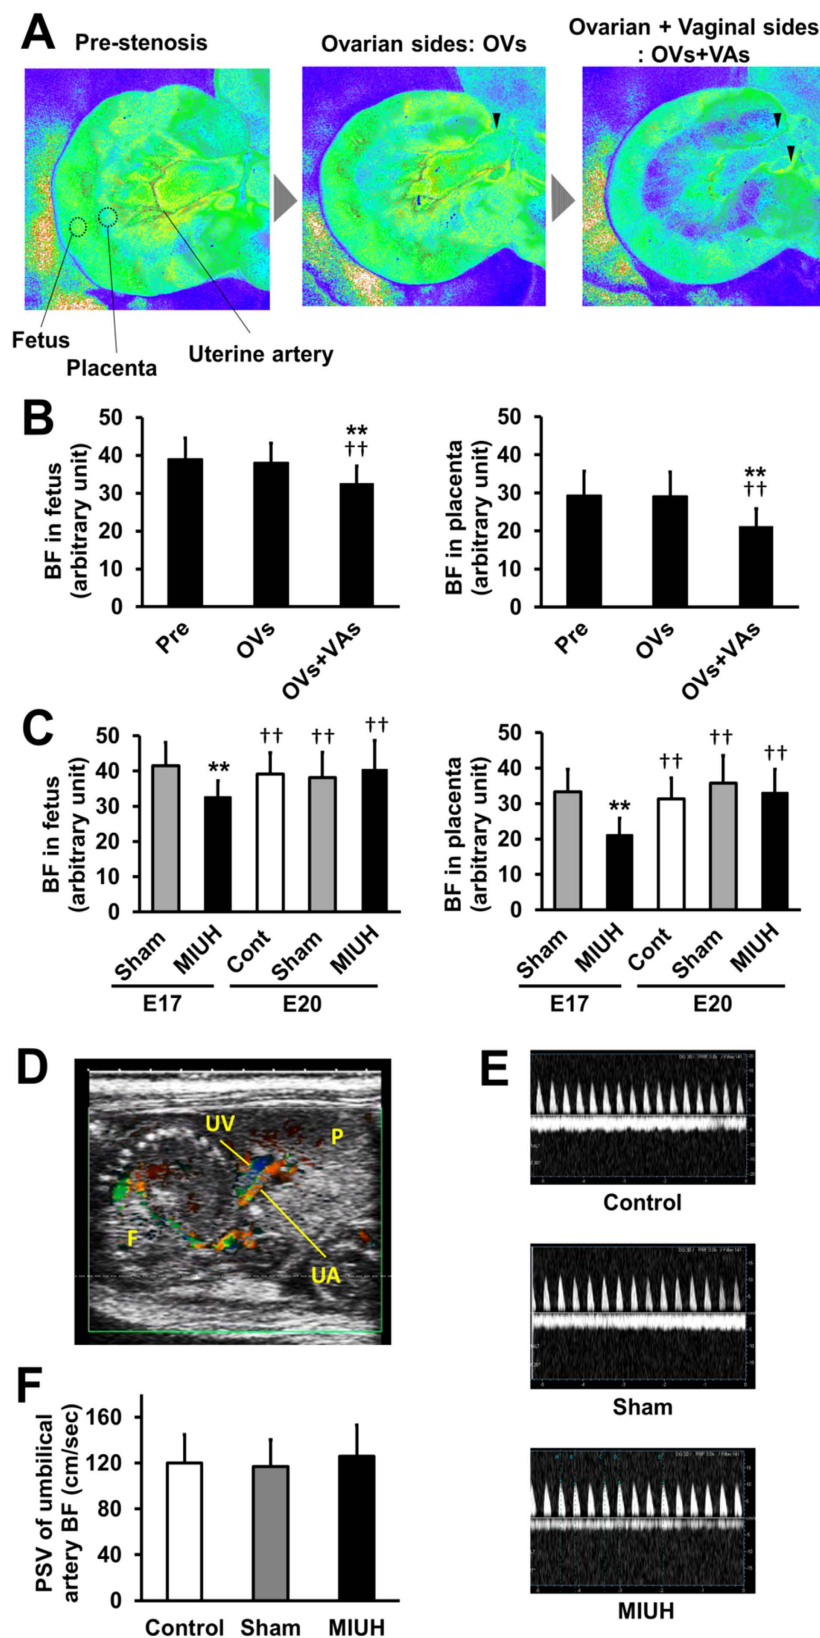 A
Pre-stenosis
Ovarian sides: OVs
Ovarian + Vaginal sides
: OVs+VAs
Fetus
Placenta
Uterine artery
B
BF in fetus
(arbitrary unit)
50
40
30
20
10
0
Pre
OVs
OVs+VAs
**
††
BF in placenta
(arbitrary unit)
50
40
30
20
10
0
Pre
OVs
OVs+VAs
**
††
C
BF in fetus
(arbitrary unit)
50
40
30
20
10
0
** †† †† ††
Sham
MIUH
Cont
Sham
MIUH
E17
E20
BF in placenta
(arbitrary unit)
50
40
30
20
10
0
** †† †† ††
Sham
MIUH
Cont
Sham
MIUH
E17
E20
D
UV
P
F
UA
E
Control
Sham
MIUH
F
PSV of umbilical
artery BF (cm/sec)
160
120
80
40
0
Control
Sham
MIUH